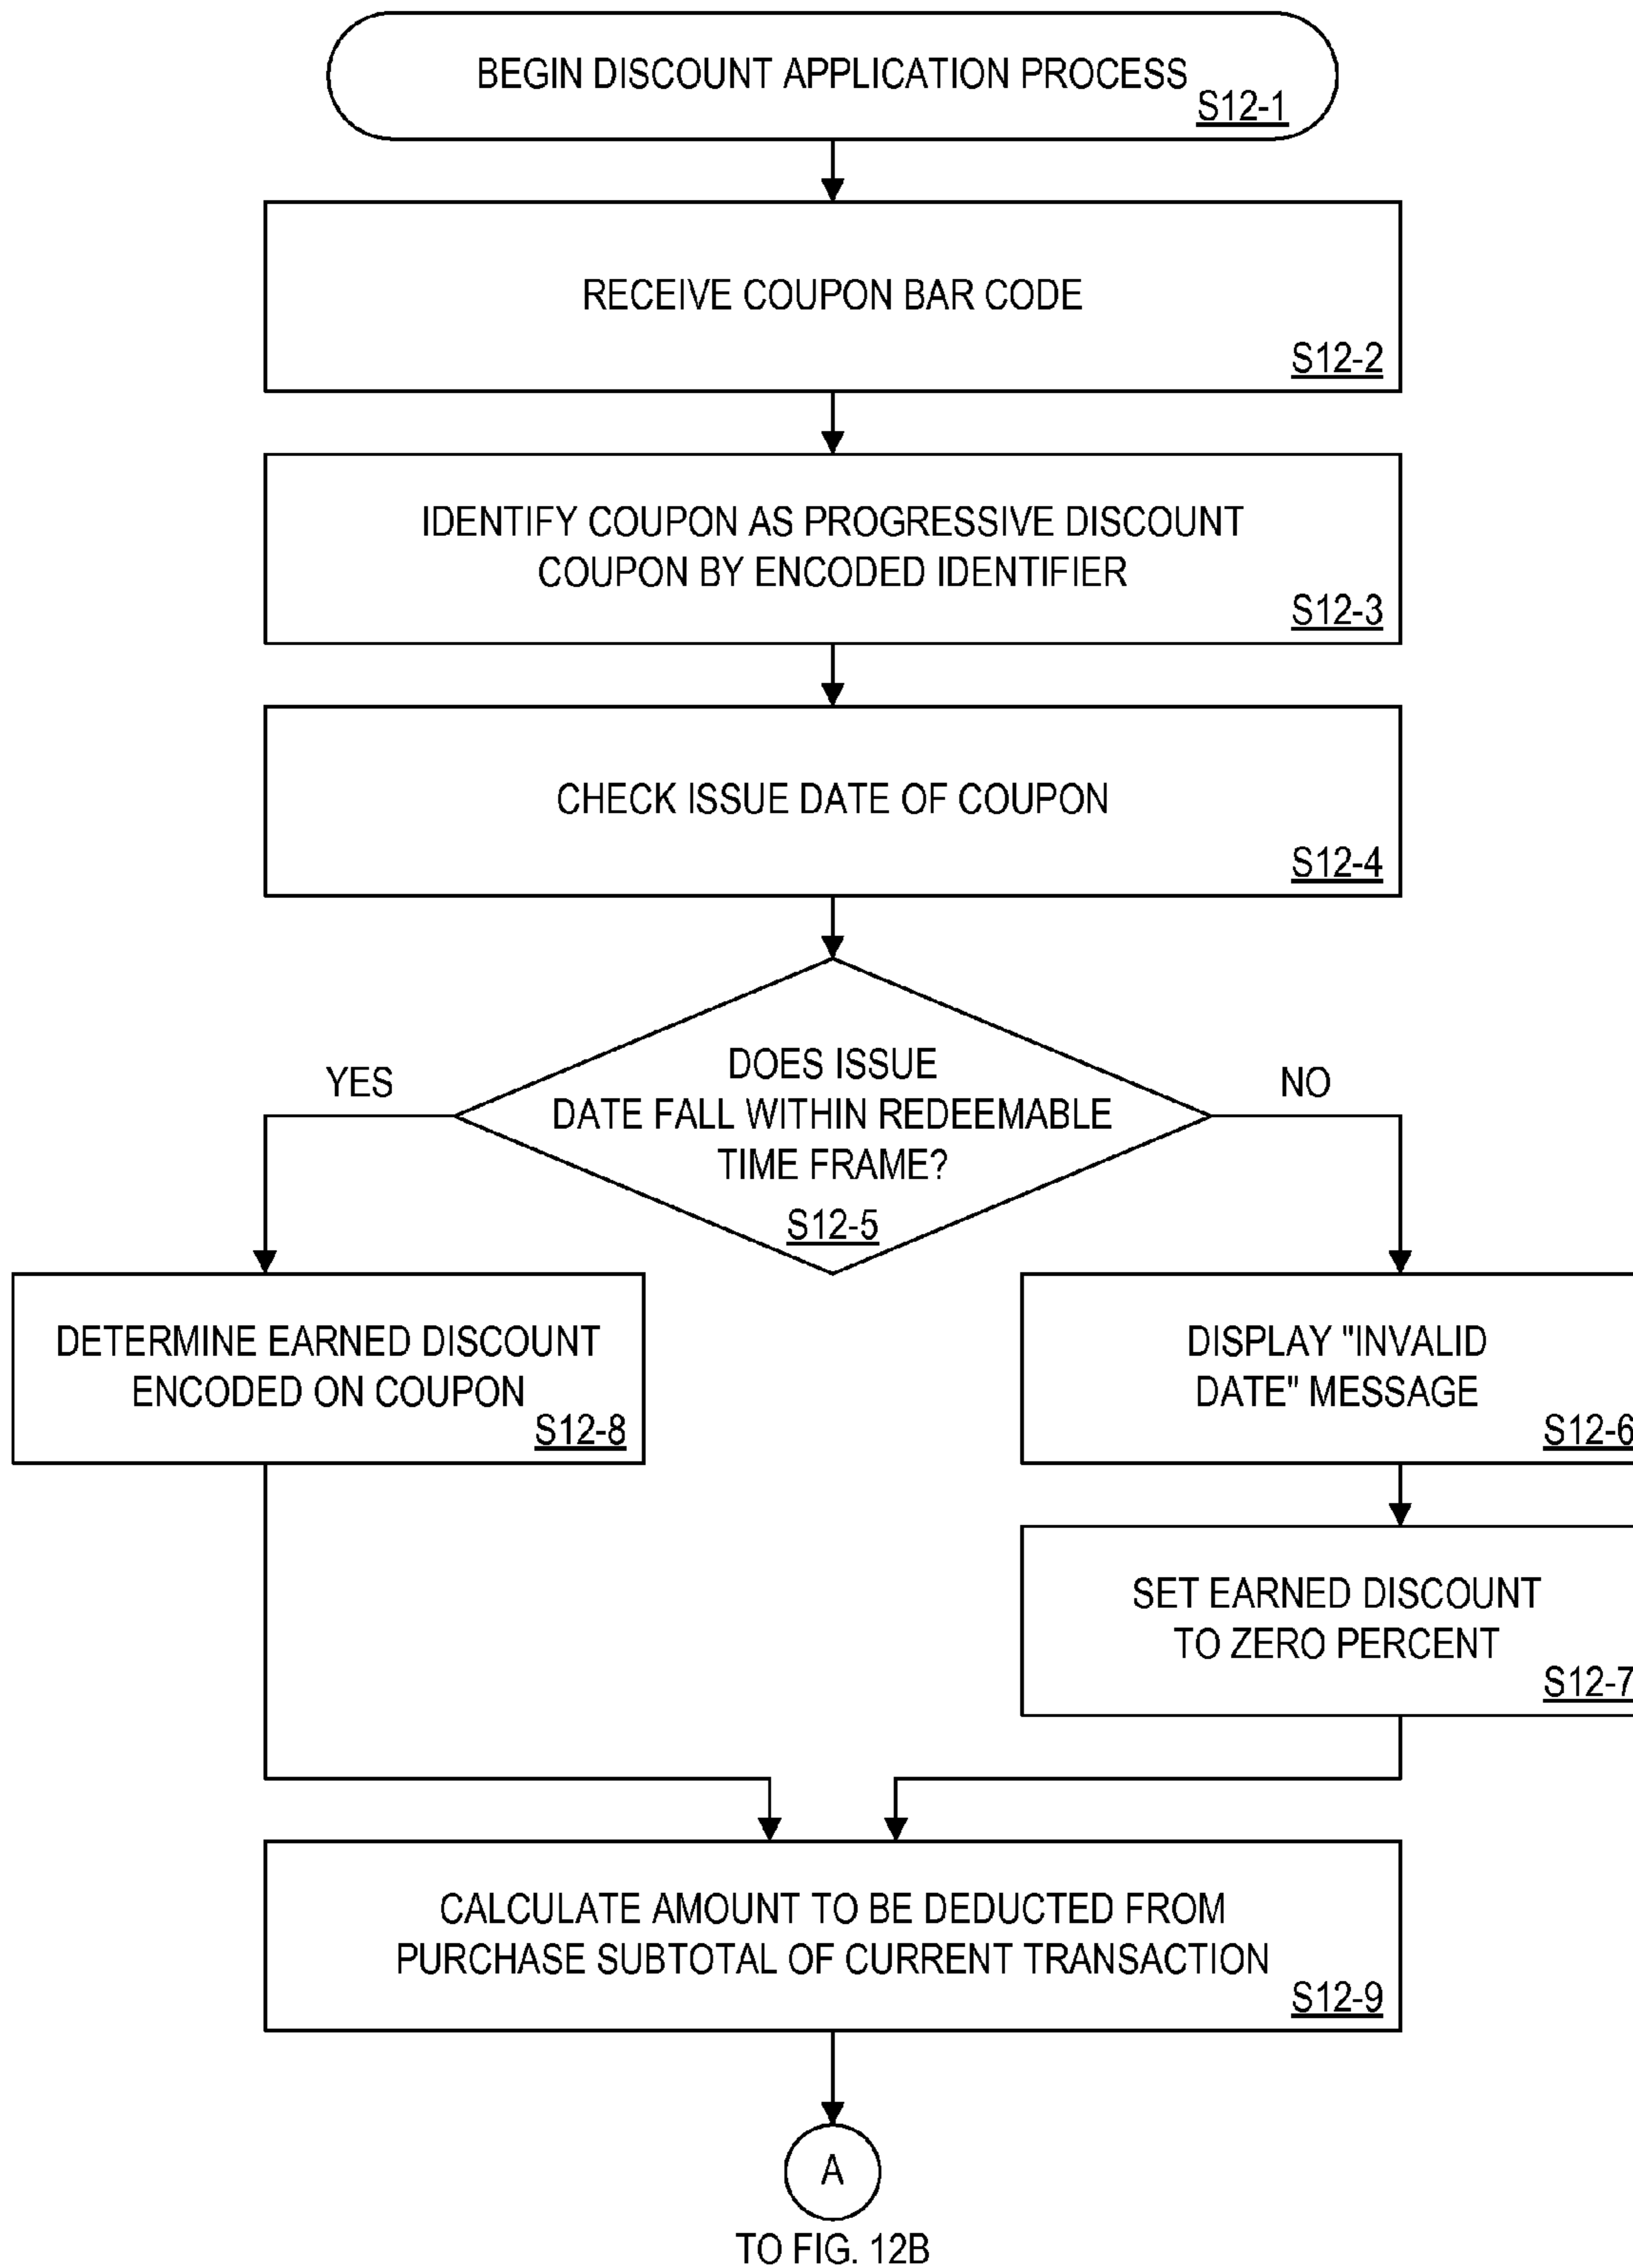 BEGIN DISCOUNT APPLICATION PROCESS
S12-1
RECEIVE COUPON BAR CODE
S12-2
IDENTIFY COUPON AS PROGRESSIVE DISCOUNT
COUPON BY ENCODED IDENTIFIER
S12-3
CHECK ISSUE DATE OF COUPON
S12-4
DOES ISSUE
DATE FALL WITHIN REDEEMABLE
TIME FRAME?
S12-5
YES
NO
DETERMINE EARNED DISCOUNT
ENCODED ON COUPON
S12-8
DISPLAY "INVALID
DATE" MESSAGE
S12-6
SET EARNED DISCOUNT
TO ZERO PERCENT
S12-7
CALCULATE AMOUNT TO BE DEDUCTED FROM
PURCHASE SUBTOTAL OF CURRENT TRANSACTION
S12-9
A
TO FIG. 12B